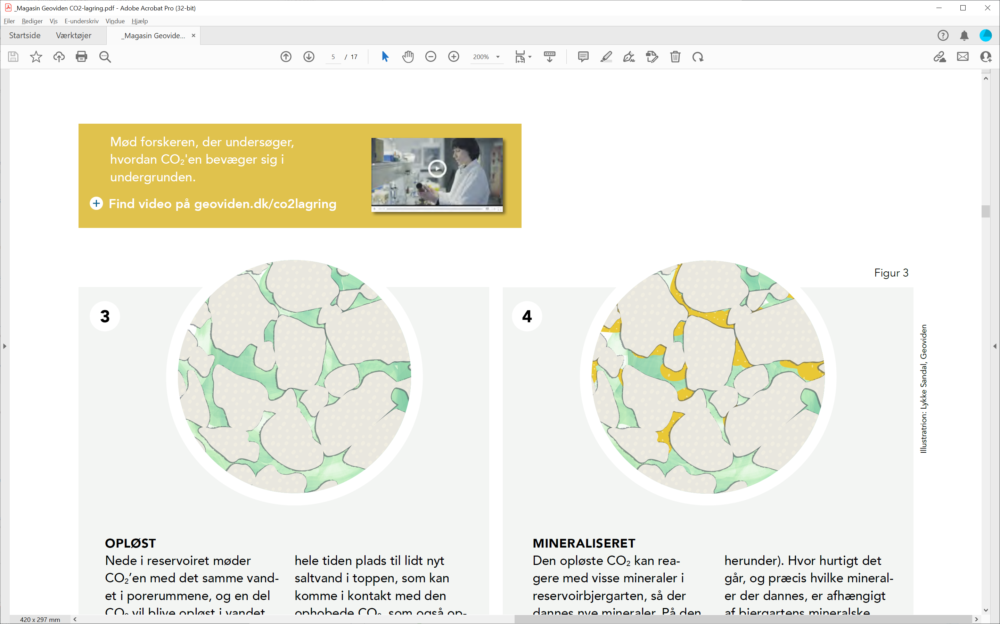 _Magasin Geoviden CO2-lagring.pdf - Adobe Acrobat Pro (32-bit)
Filer Rediger Vis E-underskriv Vindue Hjælp
Startside Værktøjer _Magasin Geovide... ×
5 / 17 200%
Mød forskeren, der undersøger,
hvordan CO₂'en bevæger sig i
undergrunden.
+ Find video på geoviden.dk/co2lagring
Figur 3
3
4
Illustration: Lykke Sandal, Geoviden
OPLØST
Nede i reservoiret møder
CO₂’en med det samme vand-
et i porerummene, og en del
CO₂ vil blive opløst i vandet
hele tiden plads til lidt nyt
saltvand i toppen, som kan
komme i kontakt med den
ophobede CO₂, som også op-
MINERALISERET
Den opløste CO₂ kan rea-
gere med visse mineraler i
reservoirbjergarten, så der
dannes nye mineraler. På den
herunder). Hvor hurtigt det
går, og præcis hvilke mineral-
er der dannes, er afhængigt
af bjergartens mineralske
420 x 297 mm